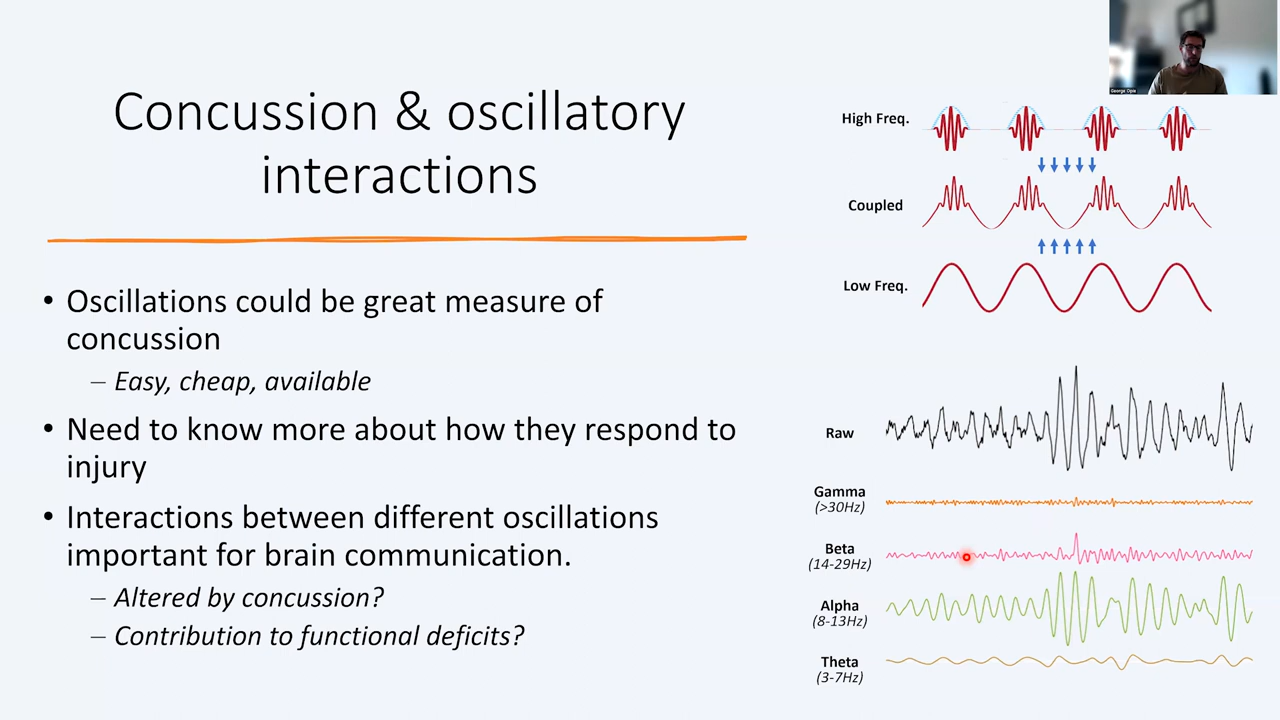 Concussion & oscillatory
interactions
• Oscillations could be great measure of
concussion
– Easy, cheap, available
• Need to know more about how they respond to
injury
• Interactions between different oscillations
important for brain communication.
– Altered by concussion?
– Contribution to functional deficits?
George Opie
High Freq.
Coupled
Low Freq.
Raw
Gamma
(>30Hz)
Beta
(14-29Hz)
Alpha
(8-13Hz)
Theta
(3-7Hz)